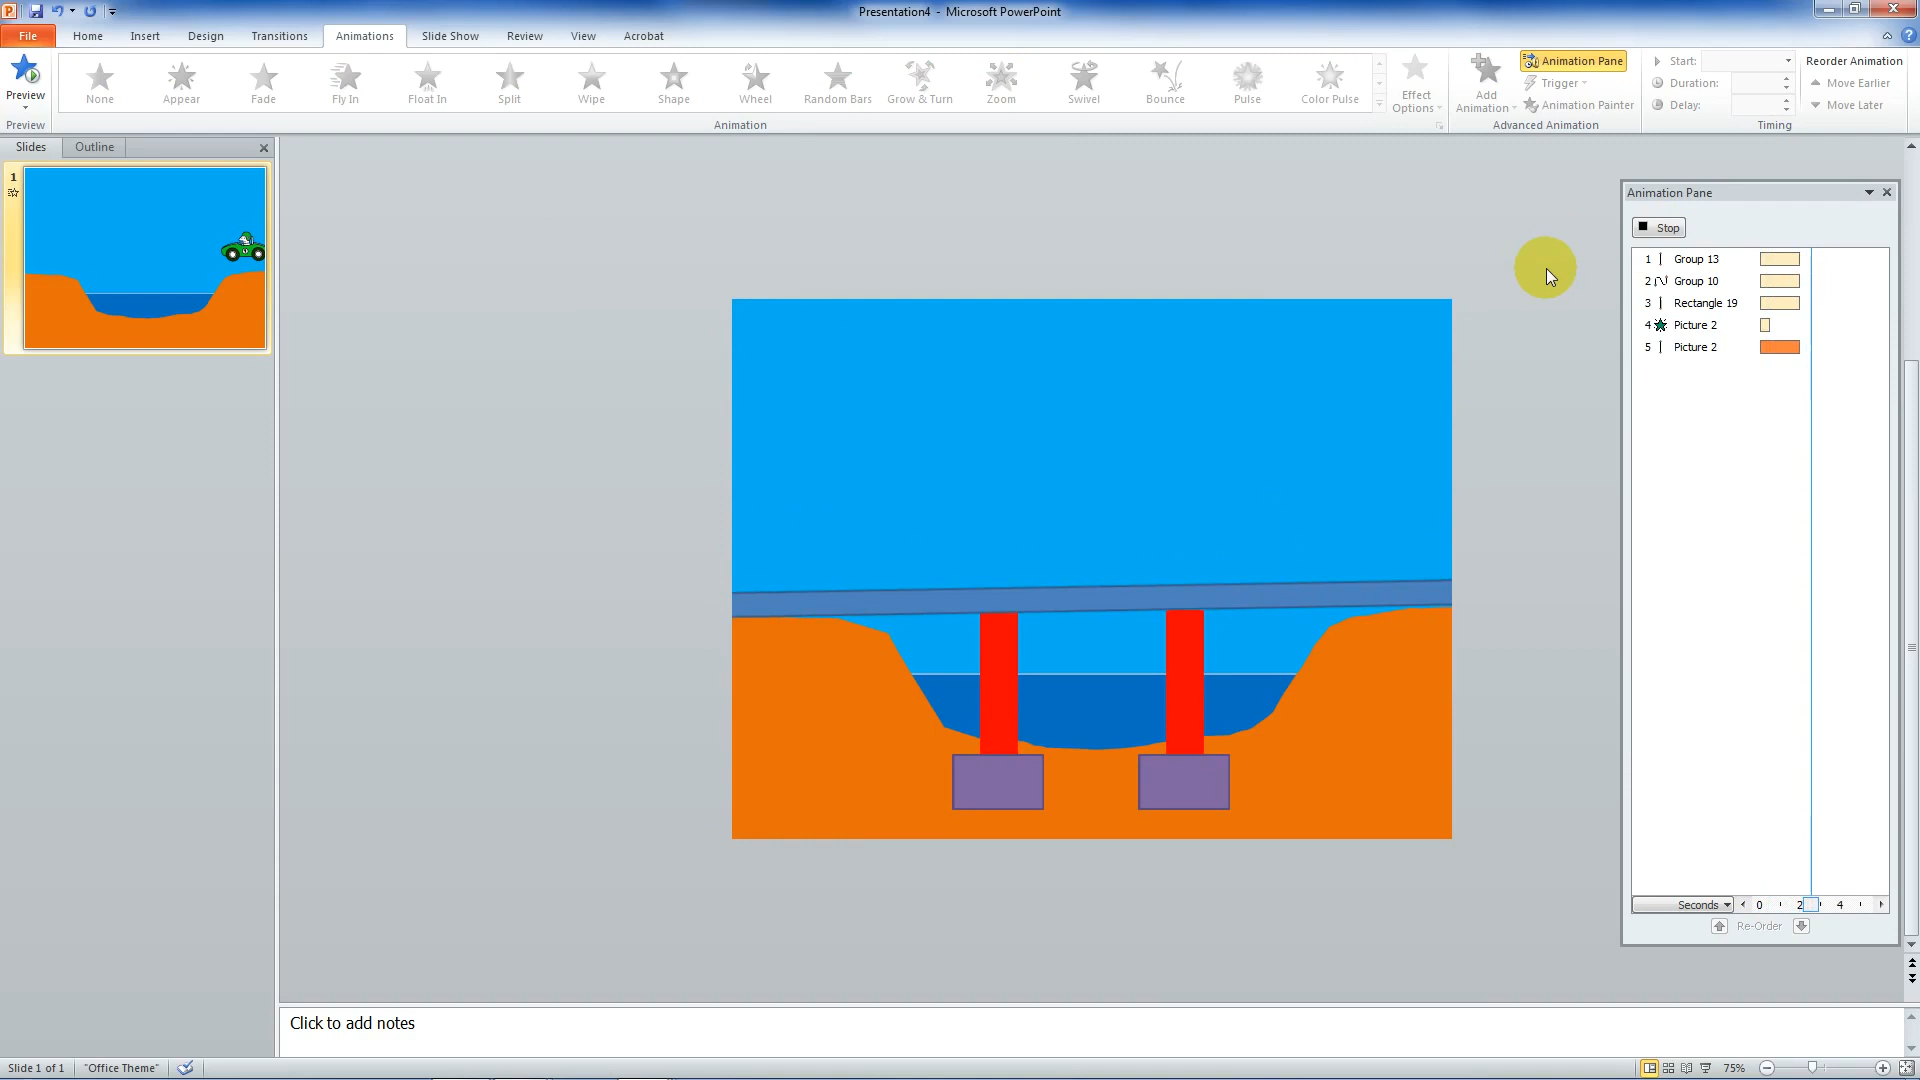 Presentation4 - Microsoft PowerPoint
File Home Insert Design Transitions Animations Slide Show Review View Acrobat
Preview
None Appear Fade Fly In Float In Split Wipe Shape Wheel Random Bars Grow & Turn Zoom Swivel Bounce Pulse Color Pulse
Effect Options
Add Animation
Animation Pane
Trigger
Animation Painter
Start:
Duration:
Delay:
Reorder Animation
Move Earlier
Move Later
Preview Animation Advanced Animation Timing
Slides Outline
1
Animation Pane
Stop
1 Group 13
2 Group 10
3 Rectangle 19
4 Picture 2
5 Picture 2
Seconds 0 2 4
Re-Order
Click to add notes
Slide 1 of 1 "Office Theme" 75%